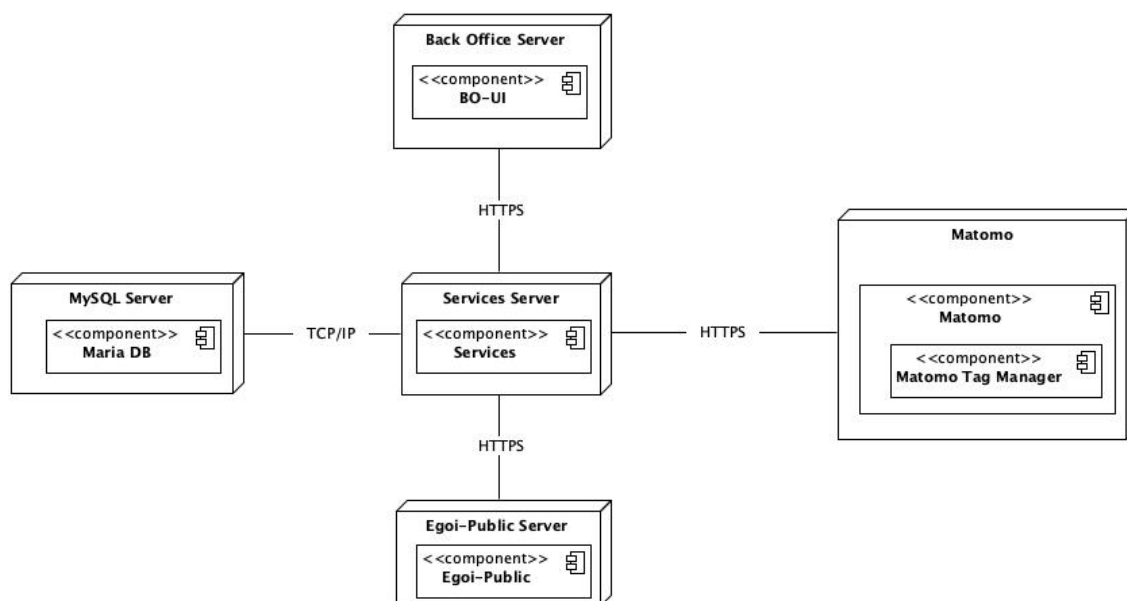 Back Office Server
<<component>>
BO-UI
HTTPS
Matomo
<<component>>
Matomo
<<component>>
Matomo Tag Manager
MySQL Server
<<component>>
Maria DB
TCP/IP
Services Server
<<component>>
Services
HTTPS
HTTPS
Egoi-Public Server
<<component>>
Egoi-Public